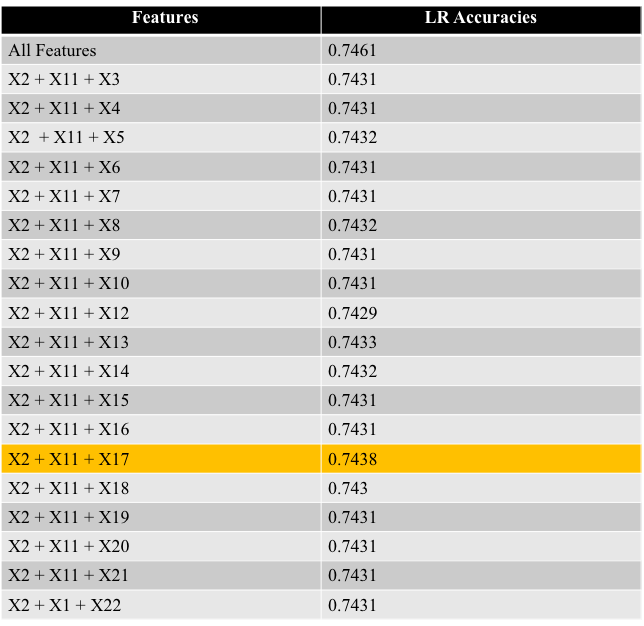 Features LR Accuracies
All Features 0.7461
X2 + X11 + X3 0.7431
X2 + X11 + X4 0.7431
X2  + X11 + X5 0.7432
X2 + X11 + X6 0.7431
X2 + X11 + X7 0.7431
X2 + X11 + X8 0.7432
X2 + X11 + X9 0.7431
X2 + X11 + X10 0.7431
X2 + X11 + X12 0.7429
X2 + X11 + X13 0.7433
X2 + X11 + X14 0.7432
X2 + X11 + X15 0.7431
X2 + X11 + X16 0.7431
X2 + X11 + X17 0.7438
X2 + X11 + X18 0.743
X2 + X11 + X19 0.7431
X2 + X11 + X20 0.7431
X2 + X11 + X21 0.7431
X2 + X1 + X22 0.7431